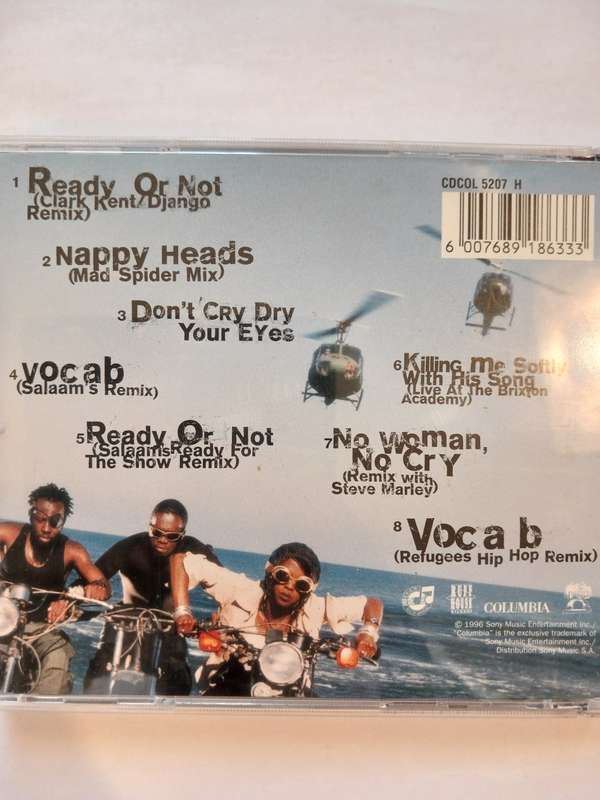 1 Ready Or Not
(Clark Kent/Django
Remix)
2 Nappy Heads
(Mad Spider Mix)
3 Don't Cry Dry
Your EYes
4 vocab
(Salaam's Remix)
5 Ready Or Not
(Salaams Ready For
The Show Remix)
CDCOL 5207 H
6 007689 186333
6 Killing me Softly
With His Song
(Live At The Brixton
Academy)
7 No woman,
No CrY
(Remix with
Steve Marley)
8 Vocab
(Refugees Hip Hop Remix)
RUFF
HOUSE
COLUMBIA
© 1996 Sony Music Entertainment Inc./
"Columbia" is the exclusive trademark of
Sony Music Entertainment Inc./
Distribution Sony Music S.A.